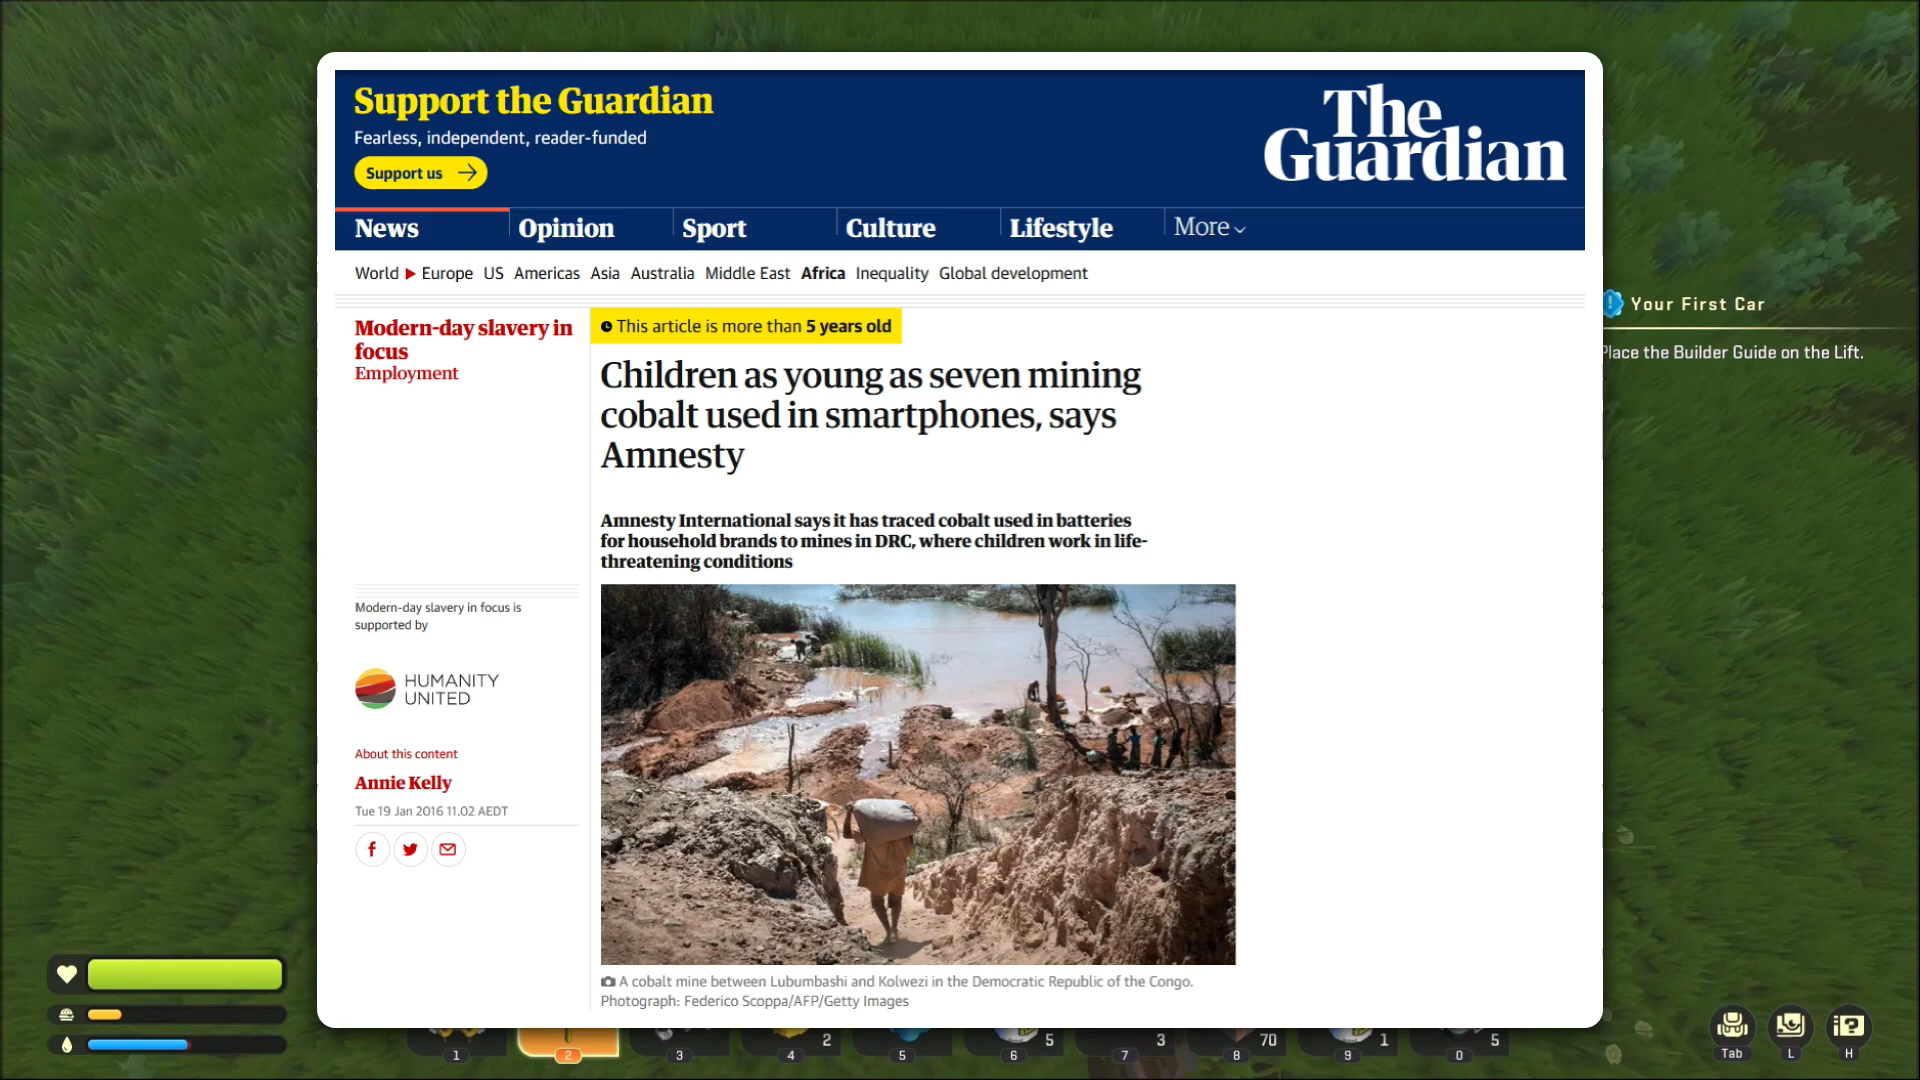 Support the Guardian
Fearless, independent, reader-funded
Support us
The
Guardian
News
Opinion
Sport
Culture
Lifestyle
More
World
Europe
US
Americas
Asia
Australia
Middle East
Africa
Inequality
Global development
Modern-day slavery in
focus
Employment
This article is more than 5 years old
Children as young as seven mining
cobalt used in smartphones, says
Amnesty
Amnesty International says it has traced cobalt used in batteries
for household brands to mines in DRC, where children work in life-
threatening conditions
Modern-day slavery in focus is
supported by
HUMANITY
UNITED
About this content
Annie Kelly
Tue 19 Jan 2016 11.02 AEDT
A cobalt mine between Lubumbashi and Kolwezi in the Democratic Republic of the Congo.
Photograph: Federico Scoppa/AFP/Getty Images
Your First Car
Place the Builder Guide on the Lift.
2
5
3
70
1
5
1
2
3
4
5
6
7
8
9
0
Tab
L
H